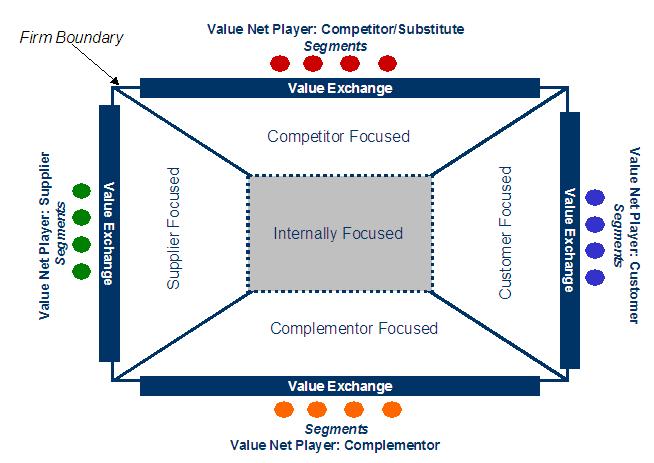 Value Net Player: Competitor/Substitute
Segments
Firm Boundary
Value Exchange
Competitor Focused
Value Net Player: Supplier
Segments
Value Exchange
Supplier Focused
Internally Focused
Customer Focused
Value Exchange
Value Net Player: Customer
Segments
Complementor Focused
Value Exchange
Segments
Value Net Player: Complementor